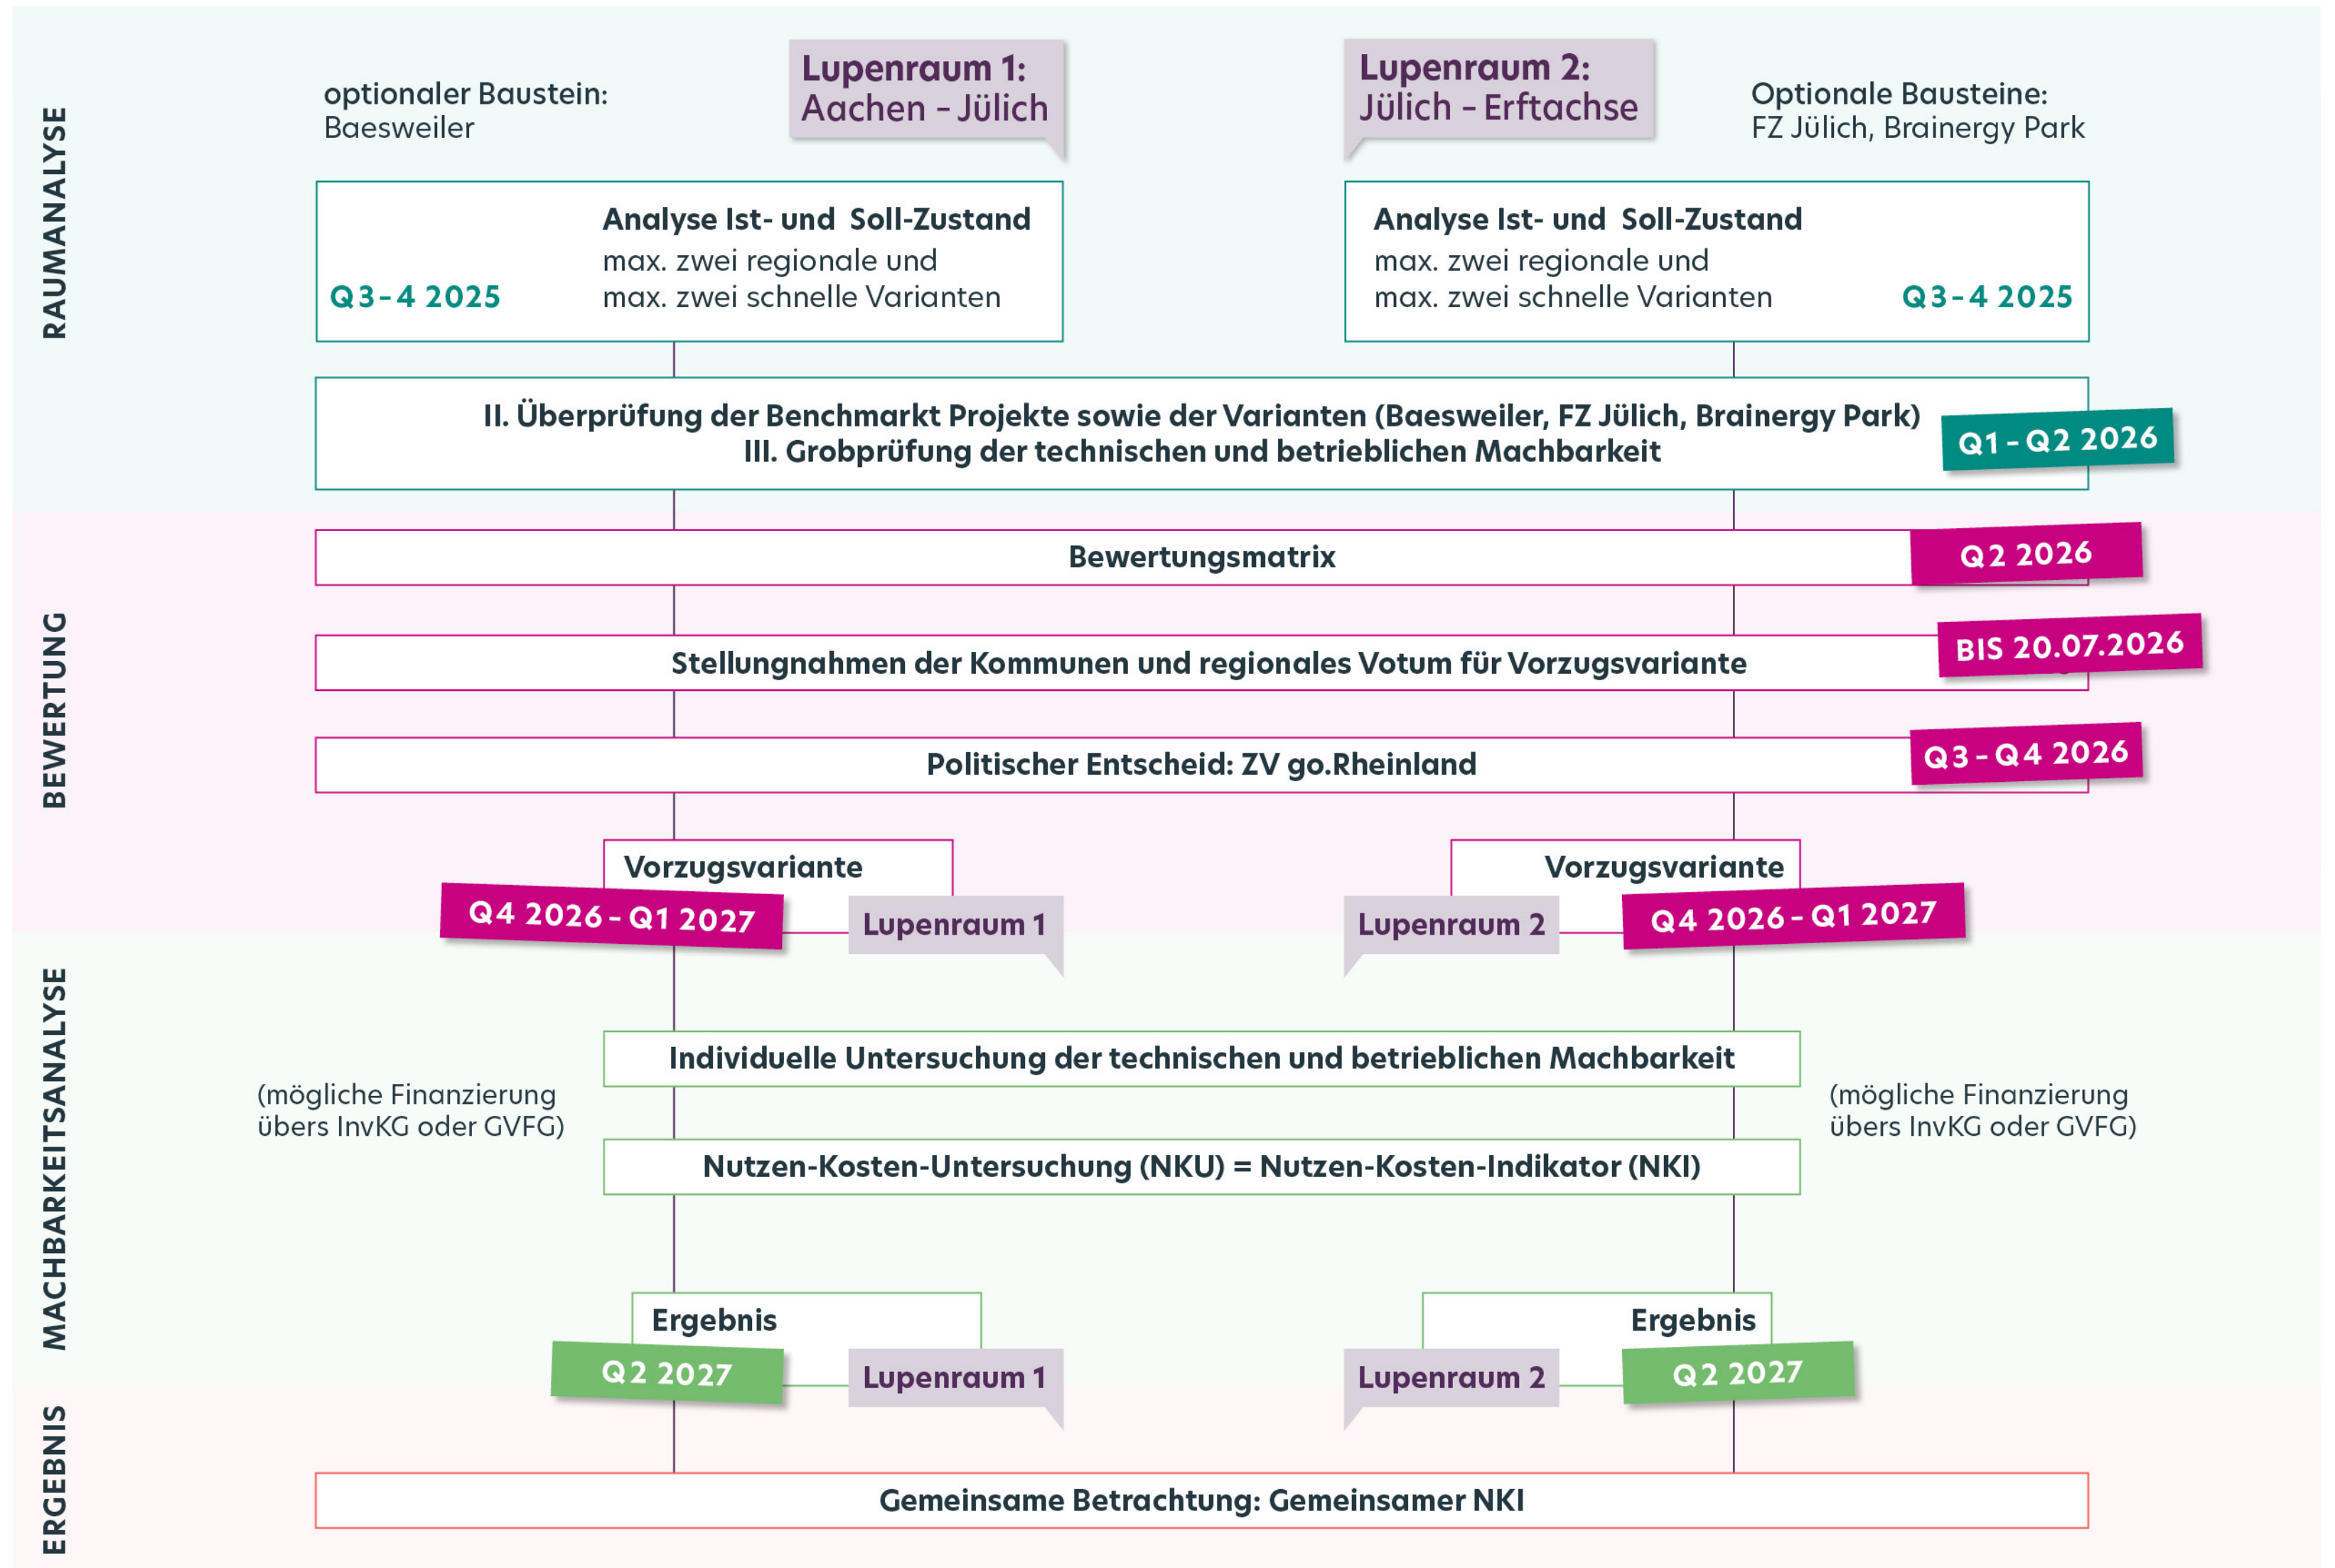 RAUMANALYSE
optionaler Baustein:
Baesweiler
Lupenraum 1:
Aachen – Jülich
Lupenraum 2:
Jülich – Erftachse
Optionale Bausteine:
FZ Jülich, Brainergy Park
Analyse Ist- und Soll-Zustand
max. zwei regionale und
max. zwei schnelle Varianten
Q3–4 2025
Analyse Ist- und Soll-Zustand
max. zwei regionale und
max. zwei schnelle Varianten
Q3–4 2025
II. Überprüfung der Benchmarkt Projekte sowie der Varianten (Baesweiler, FZ Jülich, Brainergy Park)
III. Grobprüfung der technischen und betrieblichen Machbarkeit
Q1–Q2 2026
BEWERTUNG
Bewertungsmatrix
Q2 2026
Stellungnahmen der Kommunen und regionales Votum für Vorzugsvariante
BIS 20.07.2026
Politischer Entscheid: ZV go.Rheinland
Q3–Q4 2026
Vorzugsvariante
Q4 2026–Q1 2027
Lupenraum 1
Vorzugsvariante
Lupenraum 2
Q4 2026–Q1 2027
MACHBARKEITSANALYSE
Individuelle Untersuchung der technischen und betrieblichen Machbarkeit
(mögliche Finanzierung
übers InvKG oder GVFG)
(mögliche Finanzierung
übers InvKG oder GVFG)
Nutzen-Kosten-Untersuchung (NKU) = Nutzen-Kosten-Indikator (NKI)
Ergebnis
Q2 2027
Lupenraum 1
Ergebnis
Lupenraum 2
Q2 2027
ERGEBNIS
Gemeinsame Betrachtung: Gemeinsamer NKI